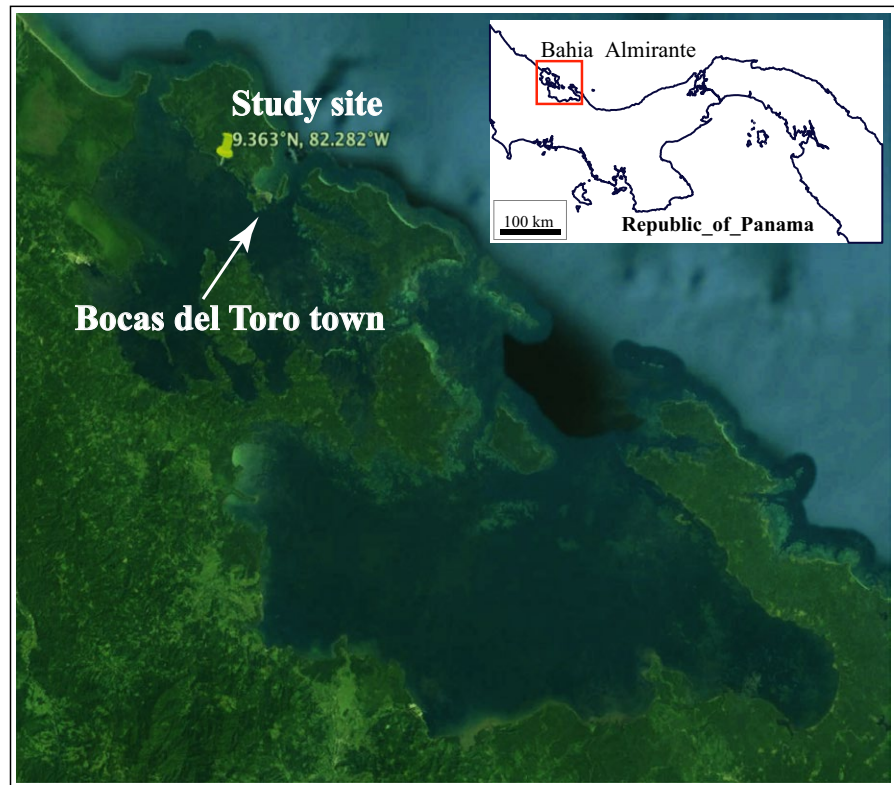 Bahia Almirante
Study site
9.363°N, 82.282°W
100 km
Republic_of_Panama
Bocas del Toro town